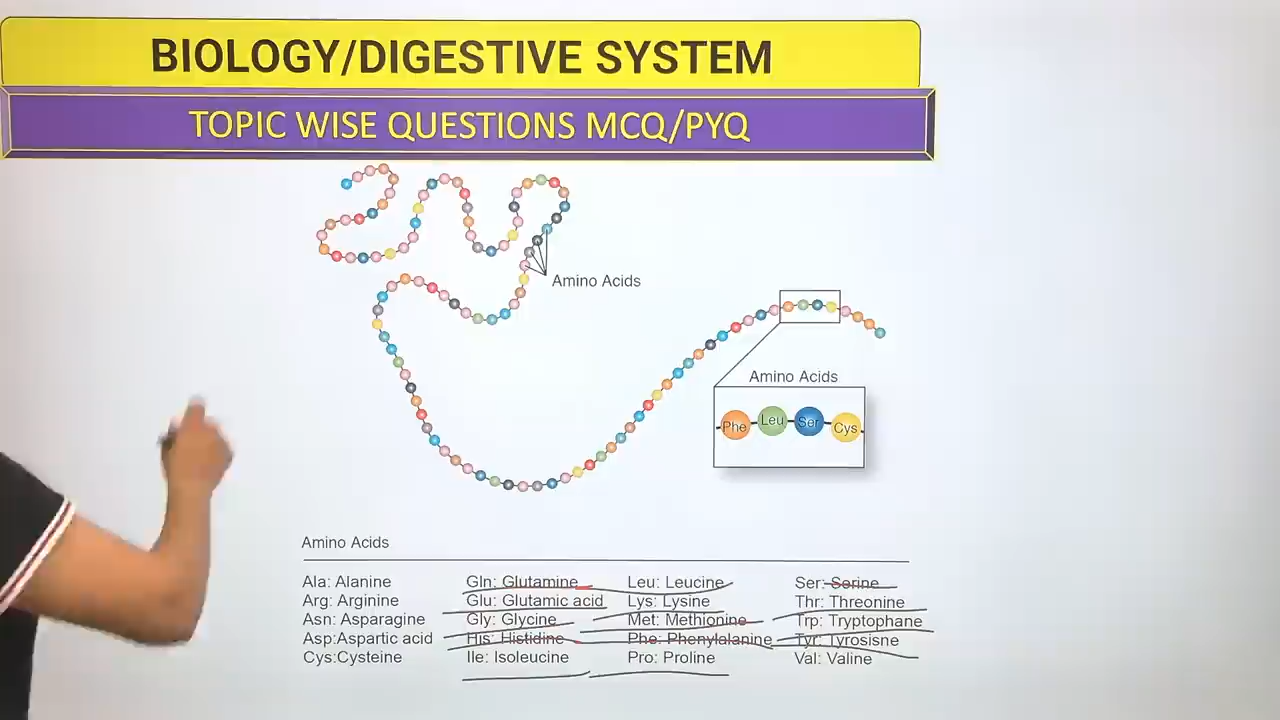 BIOLOGY/DIGESTIVE SYSTEM
TOPIC WISE QUESTIONS MCQ/PYQ
Amino Acids
Amino Acids
Phe Leu Ser Cys
Amino Acids
Ala: Alanine Gln: Glutamine Leu: Leucine Ser: Serine
Arg: Arginine Glu: Glutamic acid Lys: Lysine Thr: Threonine
Asn: Asparagine Gly: Glycine Met: Methionine Trp: Tryptophane
Asp:Aspartic acid His: Histidine Phe: Phenylalanine Tyr: Tyrosisne
Cys:Cysteine Ile: Isoleucine Pro: Proline Val: Valine